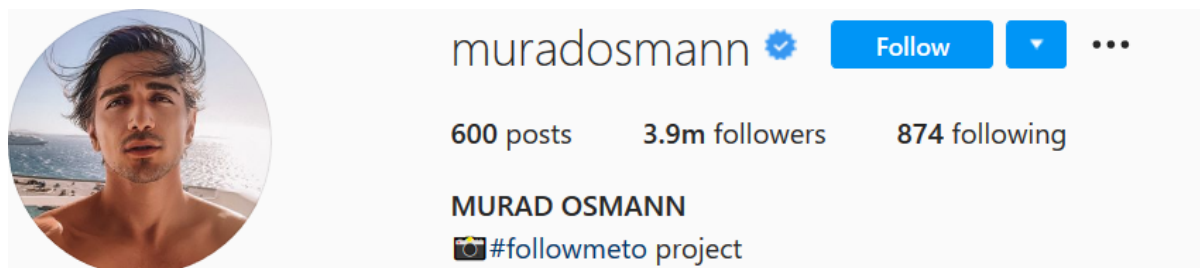 muradosmann Follow
600 posts 3.9m followers 874 following
MURAD OSMANN
📷#followmeto project